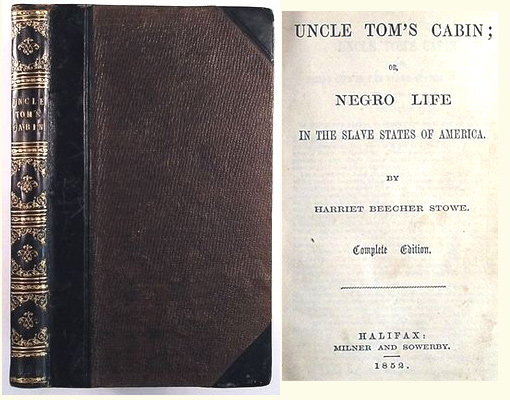 UNCLE
TOM'S
CABIN
UNCLE TOM'S CABIN;
OR,
NEGRO LIFE
IN THE SLAVE STATES OF AMERICA.
BY
HARRIET BEECHER STOWE.
Complete Edition.
HALIFAX:
MILNER AND SOWERBY.
1852.